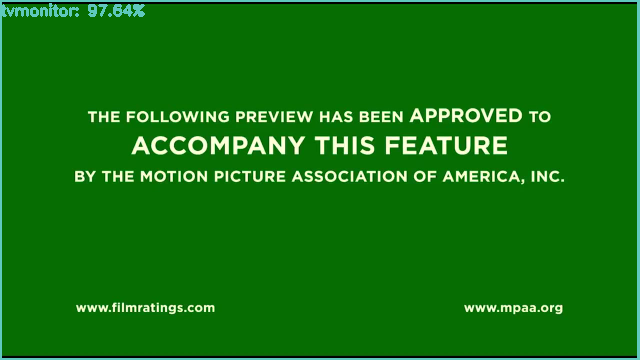 tvmonitor: 97.64%
THE FOLLOWING PREVIEW HAS BEEN APPROVED TO
ACCOMPANY THIS FEATURE
BY THE MOTION PICTURE ASSOCIATION OF AMERICA, INC.
www.filmratings.com www.mpaa.org